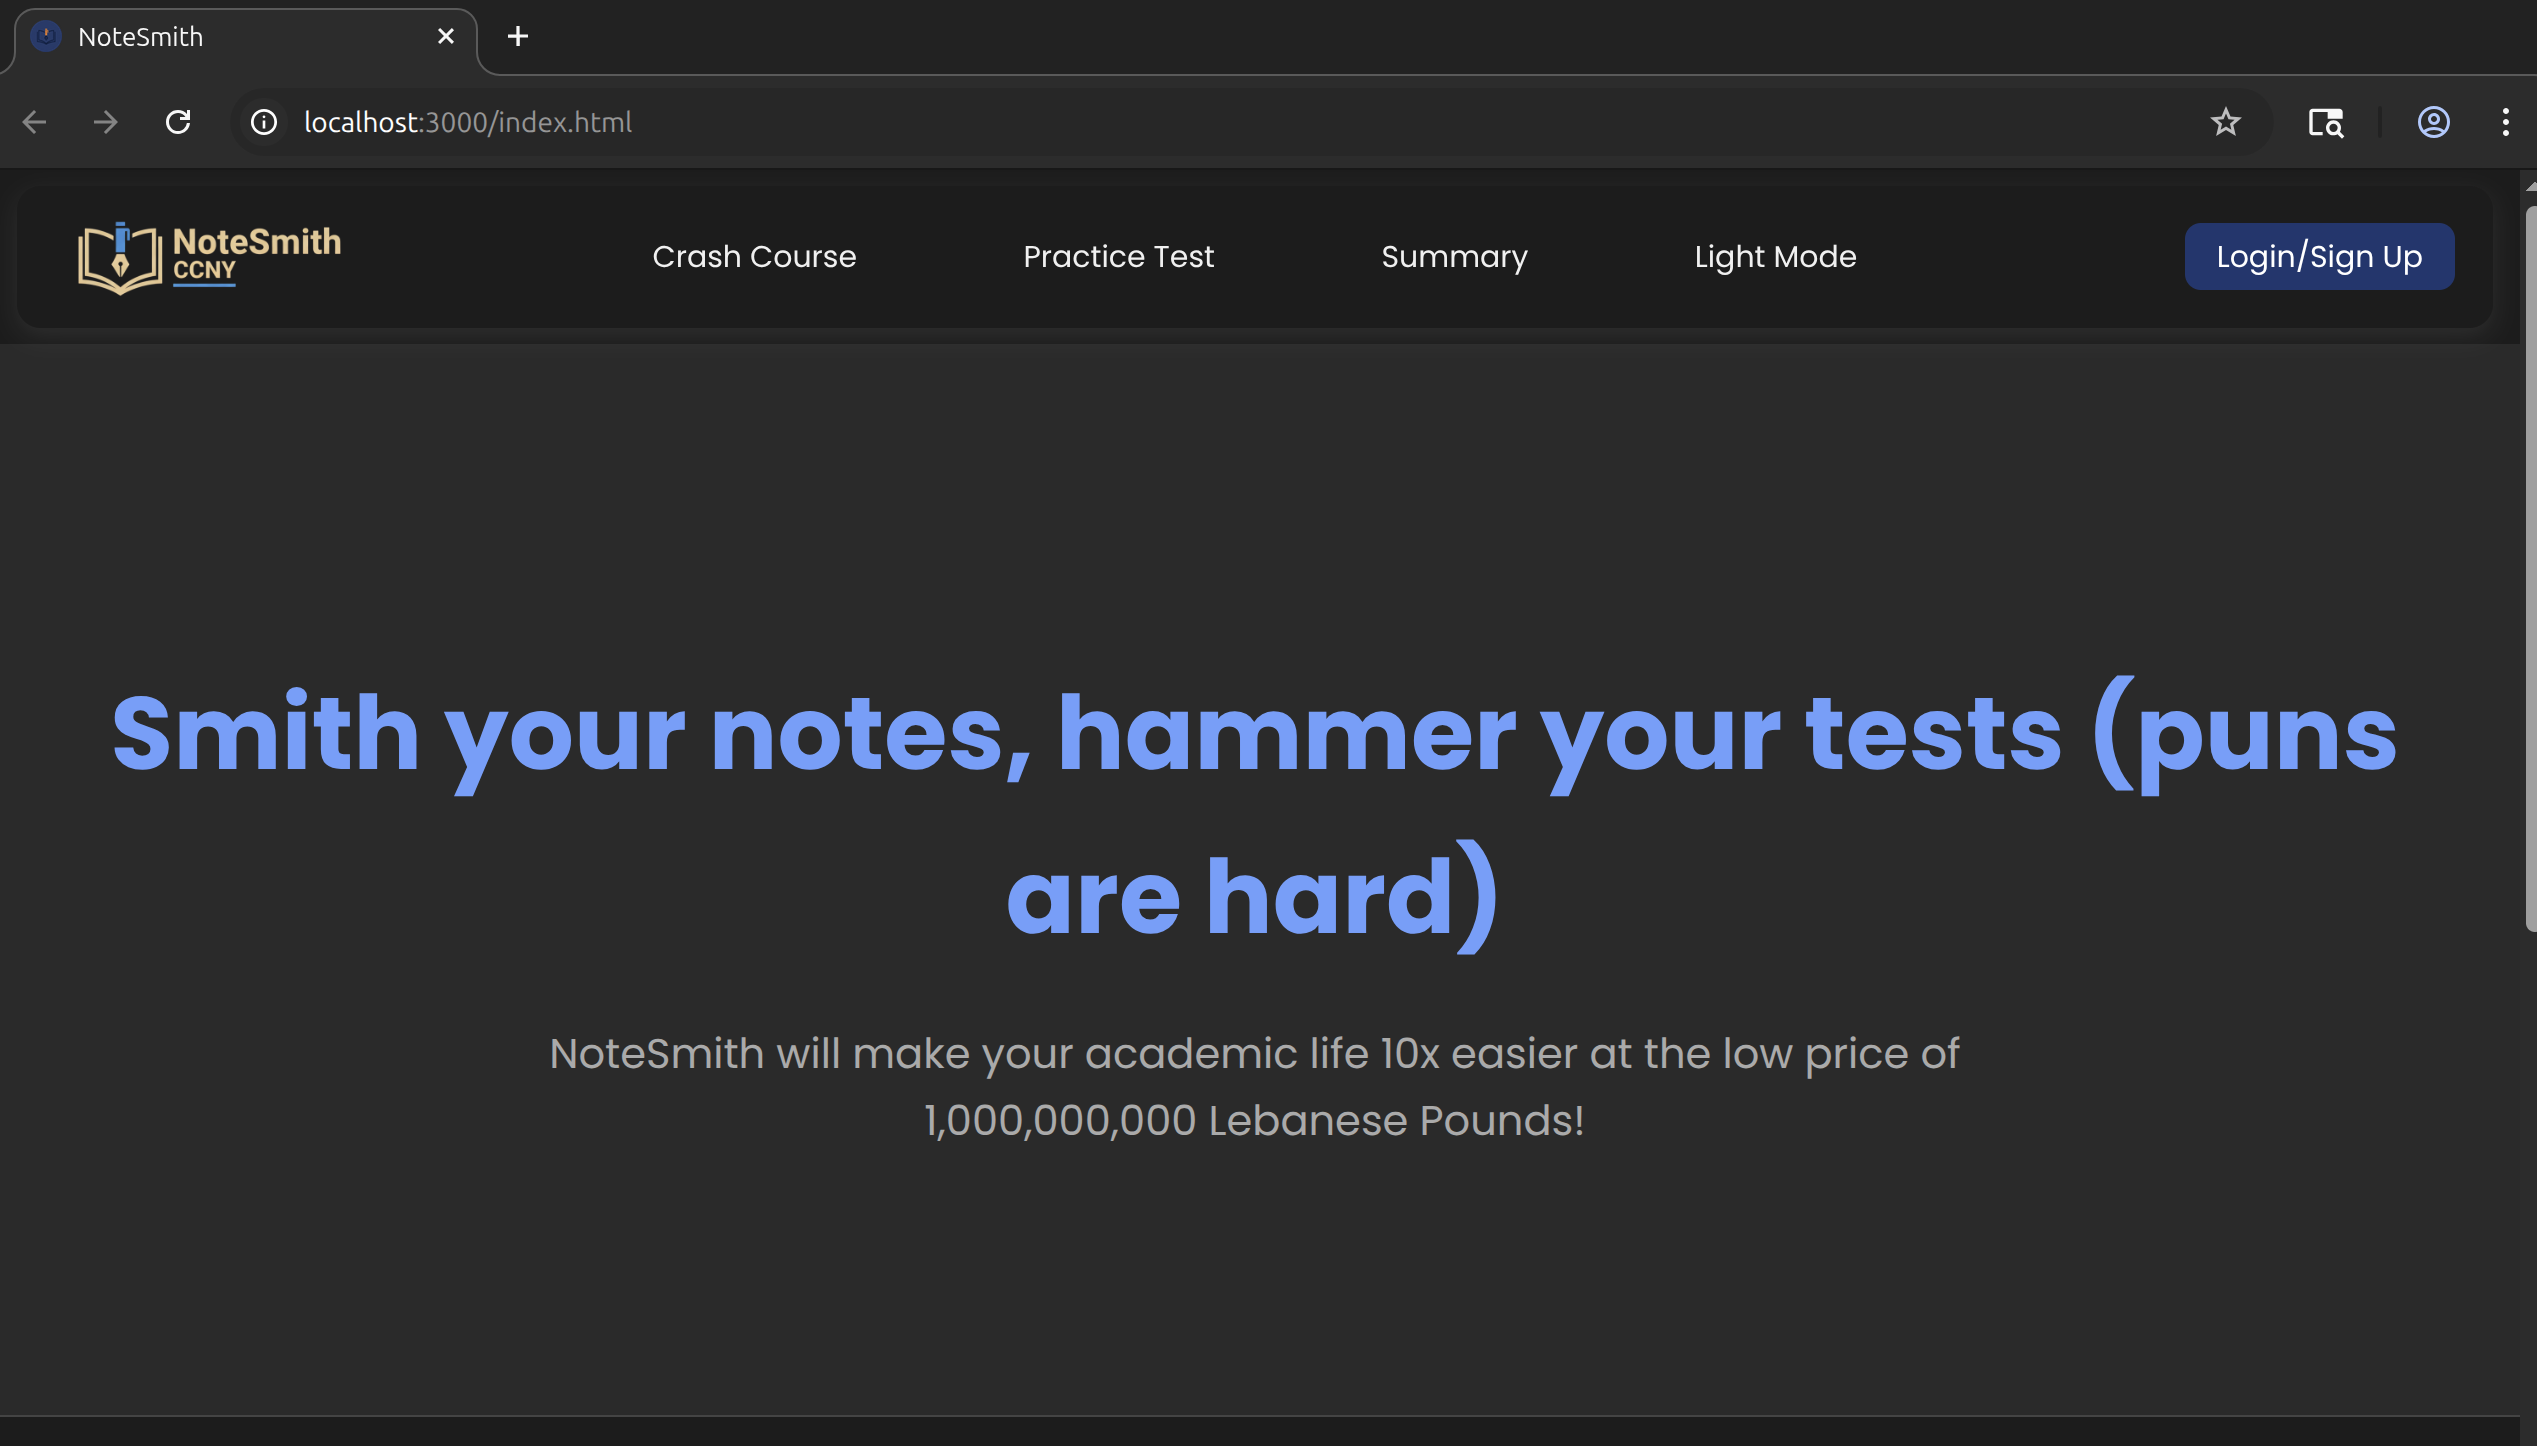 NoteSmith
localhost:3000/index.html
NoteSmith
CCNY
Crash Course
Practice Test
Summary
Light Mode
Login/Sign Up
Smith your notes, hammer your tests (puns
are hard)
NoteSmith will make your academic life 10x easier at the low price of
1,000,000,000 Lebanese Pounds!